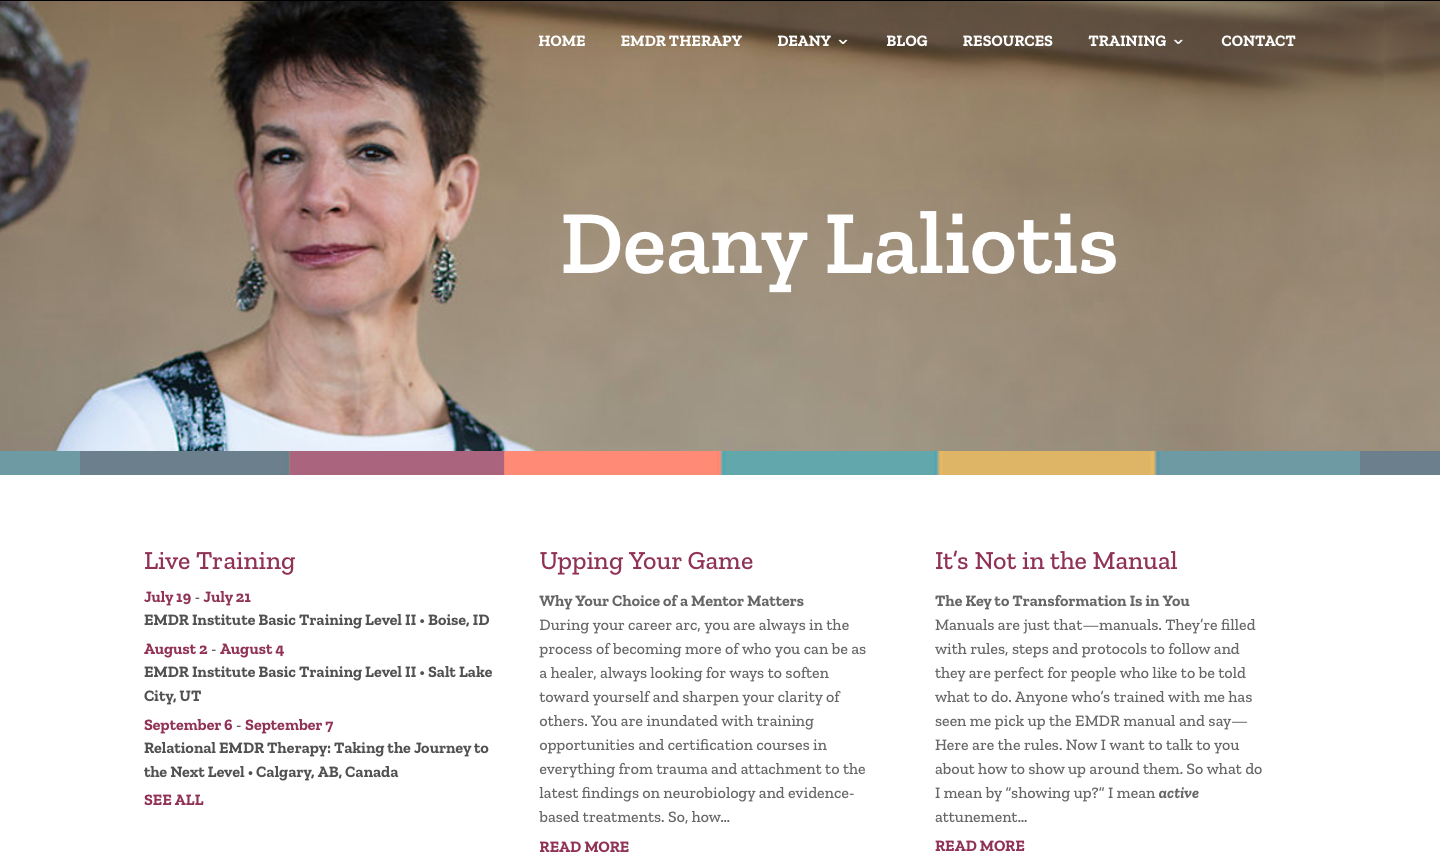 HOME EMDR THERAPY DEANY BLOG RESOURCES TRAINING CONTACT
Deany Laliotis
Live Training
July 19 - July 21
EMDR Institute Basic Training Level II • Boise, ID
August 2 - August 4
EMDR Institute Basic Training Level II • Salt Lake
City, UT
September 6 - September 7
Relational EMDR Therapy: Taking the Journey to
the Next Level • Calgary, AB, Canada
SEE ALL
Upping Your Game
Why Your Choice of a Mentor Matters
During your career arc, you are always in the
process of becoming more of who you can be as
a healer, always looking for ways to soften
toward yourself and sharpen your clarity of
others. You are inundated with training
opportunities and certification courses in
everything from trauma and attachment to the
latest findings on neurobiology and evidence-
based treatments. So, how...
READ MORE
It's Not in the Manual
The Key to Transformation Is in You
Manuals are just that—manuals. They're filled
with rules, steps and protocols to follow and
they are perfect for people who like to be told
what to do. Anyone who's trained with me has
seen me pick up the EMDR manual and say—
Here are the rules. Now I want to talk to you
about how to show up around them. So what do
I mean by "showing up?" I mean active
attunement...
READ MORE